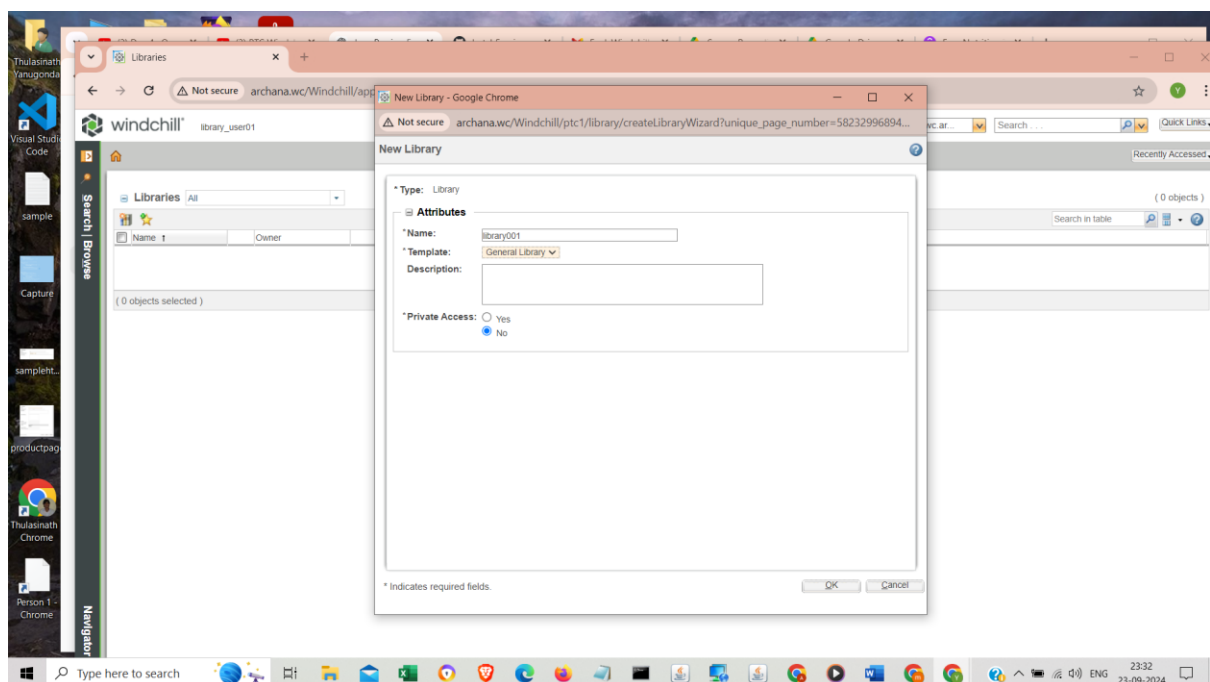 Thulasinath
Yanugonda
Visual Studio
Code
sample
Capture
sampleht...
productpag
Thulasinath
Chrome
Person 1 -
Chrome
Libraries
Not secure archana.wc/Windchill/app
windchill library_user01
Search . . .
Quick Links
Recently Accessed
Search | Browse
Navigator
Libraries All
( 0 objects )
Search in table
Name Owner
( 0 objects selected )
New Library - Google Chrome
Not secure archana.wc/Windchill/ptc1/library/createLibraryWizard?unique_page_number=58232996894...
New Library
* Type: Library
Attributes
*Name: library001
*Template: General Library
Description:
*Private Access: Yes
No
* Indicates required fields.
OK Cancel
Type here to search
ENG
23:32
23-09-2024